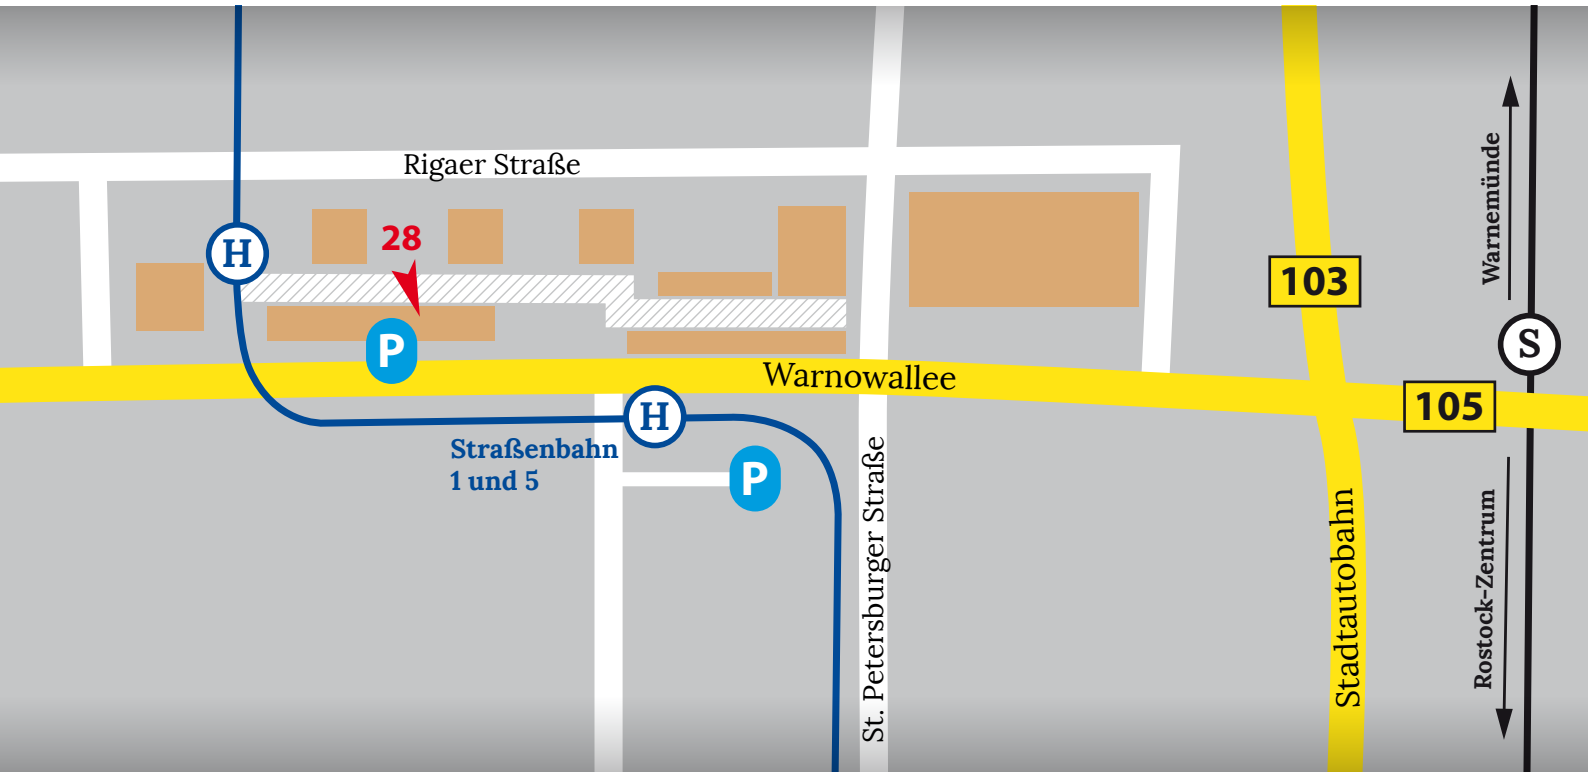 Rigaer Straße
28
H
P
Warnowallee
H
Straßenbahn
1 und 5
P
St. Petersburger Straße
103
105
Stadtautobahn
Warnemünde
S
Rostock-Zentrum